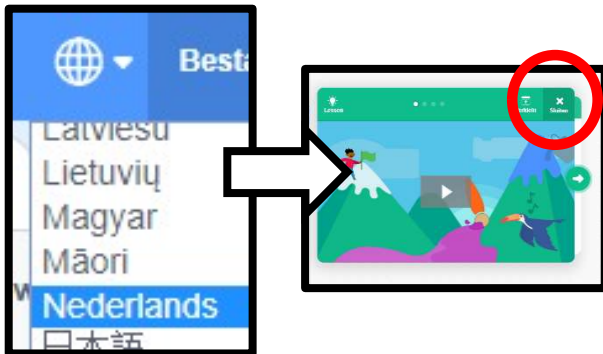 Besta
Latviešu
Lietuvių
Magyar
Māori
w
Nederlands
日本語
Lessen
Sluiten